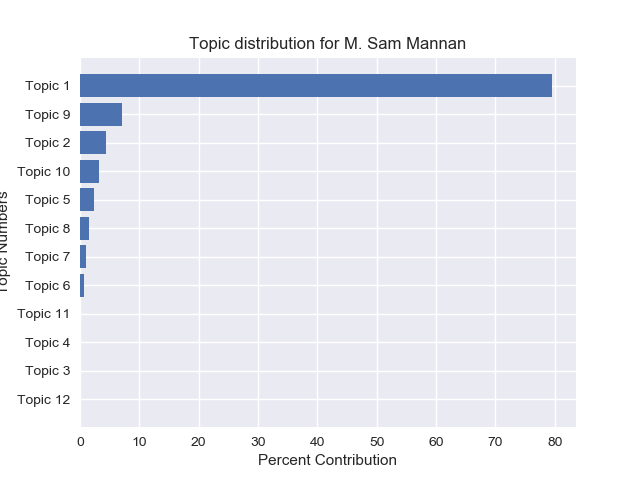 Topic distribution for M. Sam Mannan
Topic 1
Topic 9
Topic 2
Topic 10
Topic 5
Topic 8
Topic 7
Topic 6
Topic 11
Topic 4
Topic 3
Topic 12
Topic Numbers
0 10 20 30 40 50 60 70 80
Percent Contribution